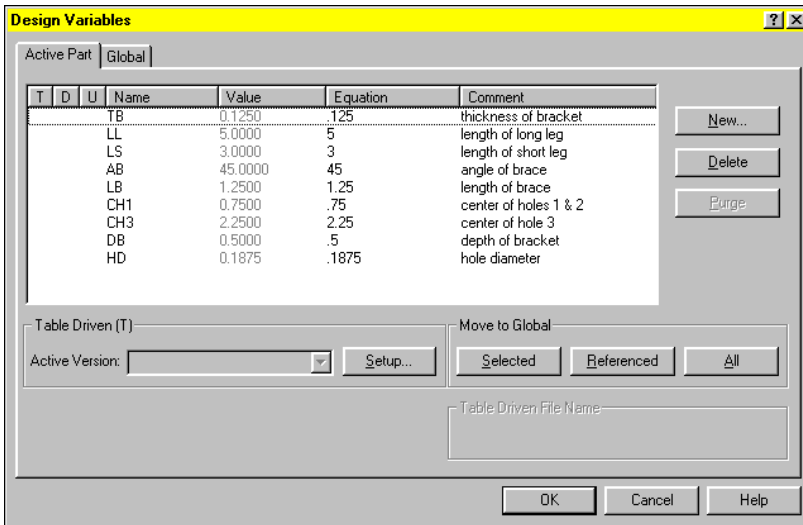 Design Variables ? X
Active Part Global
T D U Name Value Equation Comment
TB 0.1250 .125 thickness of bracket
LL 5.0000 5 length of long leg
LS 3.0000 3 length of short leg
AB 45.0000 45 angle of brace
LB 1.2500 1.25 length of brace
CH1 0.7500 .75 center of holes 1 & 2
CH3 2.2500 2.25 center of hole 3
DB 0.5000 .5 depth of bracket
HD 0.1875 .1875 hole diameter
New...
Delete
Purge
Table Driven (T)
Active Version: Setup...
Move to Global
Selected Referenced All
Table Driven File Name
OK Cancel Help